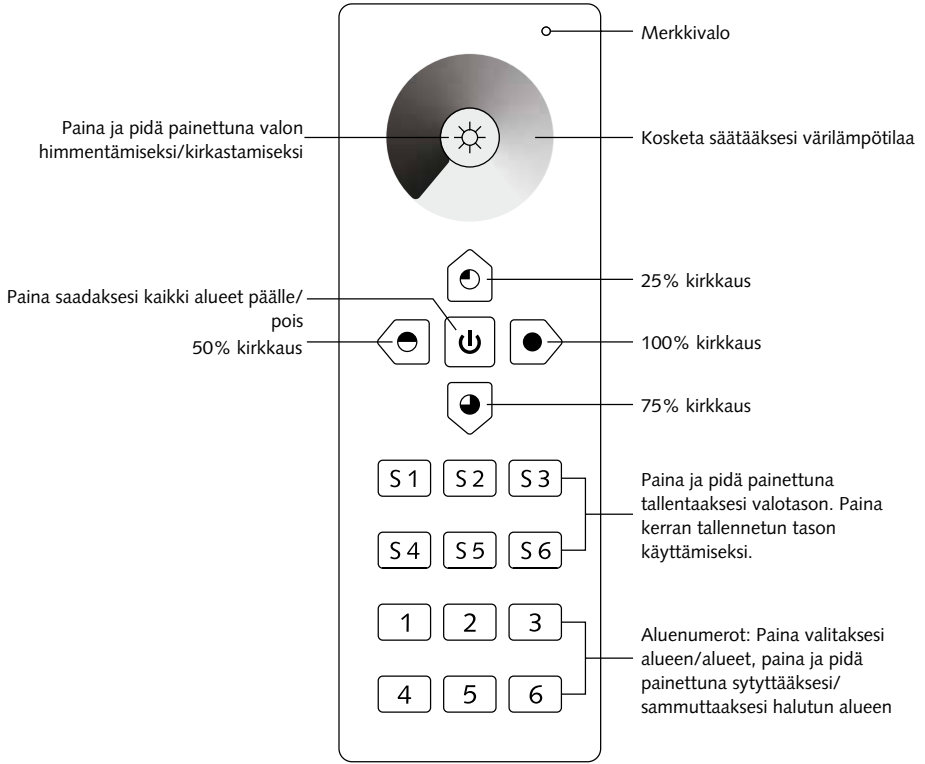 Merkkivalo
Paina ja pidä painettuna valon
himmentämiseksi/kirkastamiseksi
Kosketa säätääksesi värilämpötilaa
25% kirkkaus
Paina saadaksesi kaikki alueet päälle/
pois
50% kirkkaus
100% kirkkaus
75% kirkkaus
S 1 S 2 S 3
S 4 S 5 S 6
Paina ja pidä painettuna
tallentaaksesi valotason. Paina
kerran tallennetun tason
käyttämiseksi.
1 2 3
4 5 6
Aluenumerot: Paina valitaksesi
alueen/alueet, paina ja pidä
painettuna sytyttääksesi/
sammuttaaksesi halutun alueen